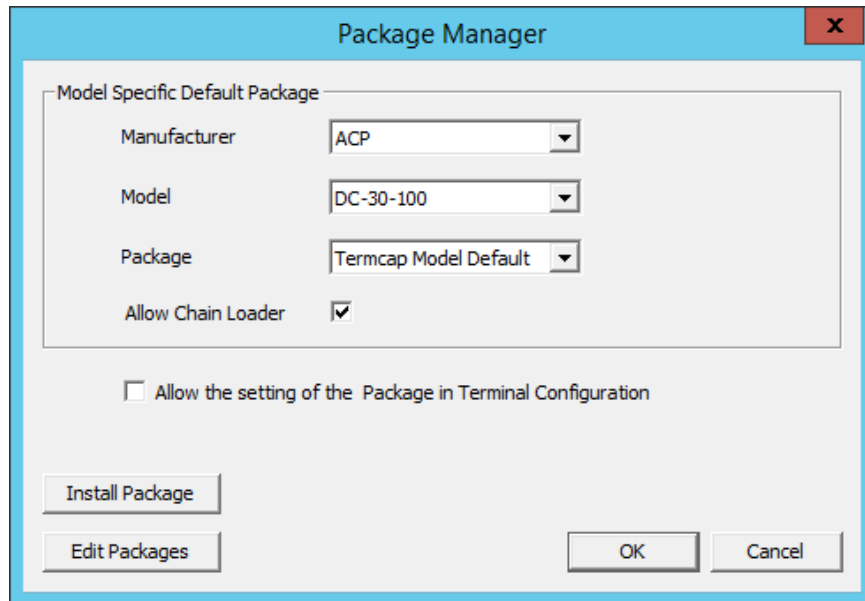 Package Manager
x
Model Specific Default Package
Manufacturer ACP
Model DC-30-100
Package Termcap Model Default
Allow Chain Loader
Allow the setting of the  Package in Terminal Configuration
Install Package
Edit Packages OK Cancel